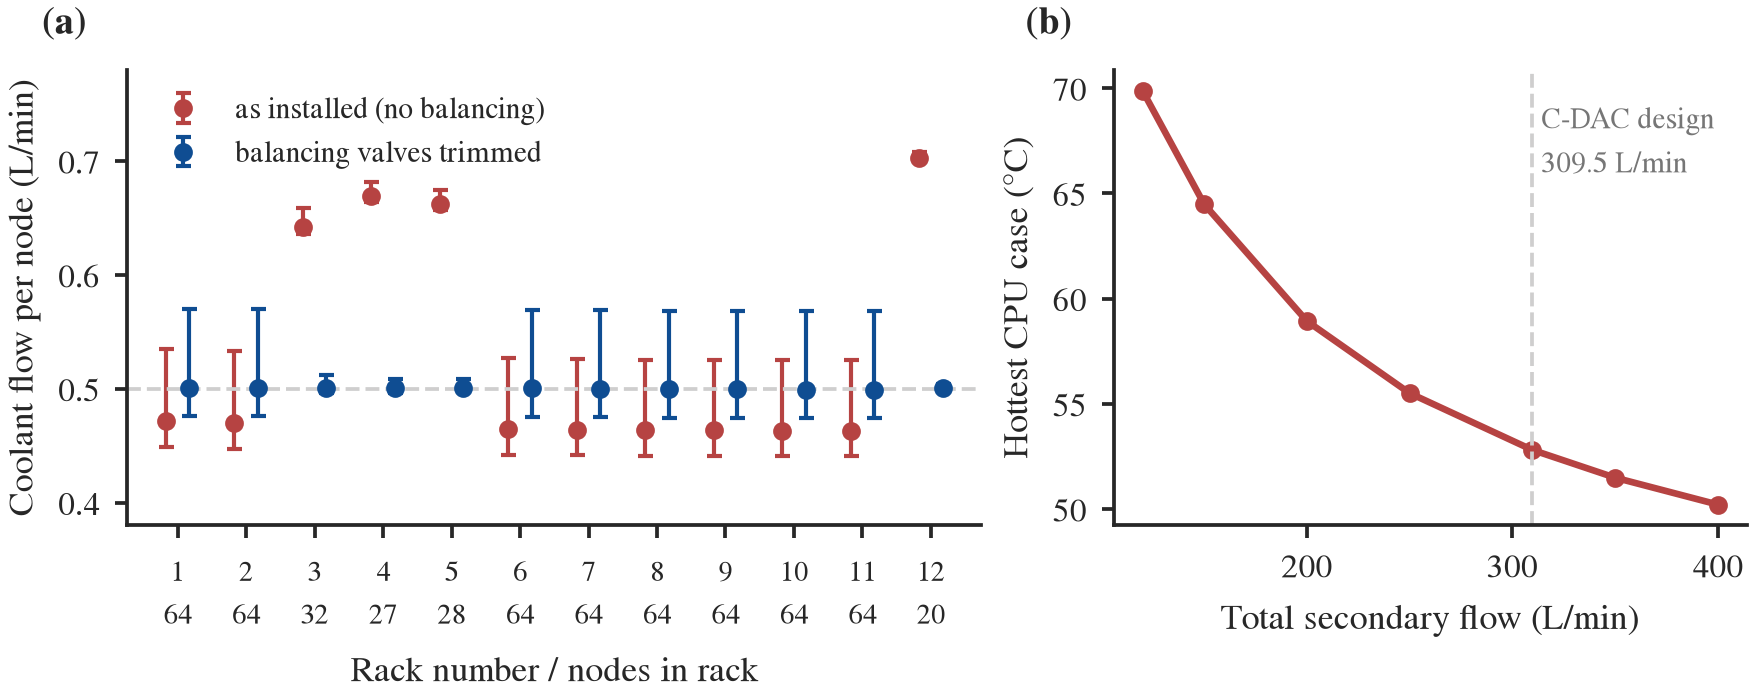 (a)
Coolant flow per node (L/min)
as installed (no balancing)
balancing valves trimmed
0.7
0.6
0.5
0.4
1 2 3 4 5 6 7 8 9 10 11 12
64 64 32 27 28 64 64 64 64 64 64 20
Rack number / nodes in rack
(b)
Hottest CPU case (°C)
70
65
60
55
50
C-DAC design
309.5 L/min
200 300 400
Total secondary flow (L/min)